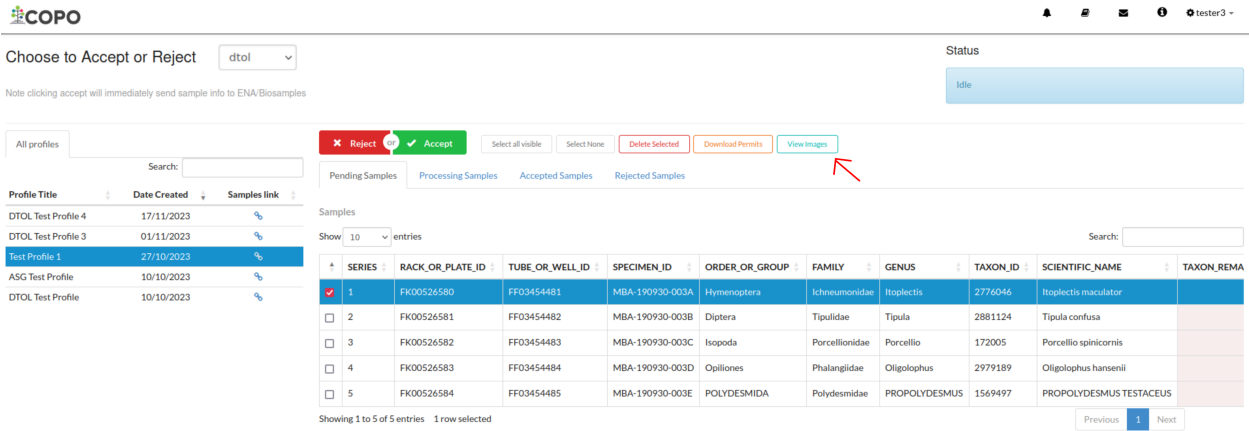 COPO
tester3
Choose to Accept or Reject
dtol
Status
Idle
Note clicking accept will immediately send sample info to ENA/Biosamples
All profiles
Search:
Profile Title Date Created Samples link
DTOL Test Profile 4 17/11/2023
DTOL Test Profile 3 01/11/2023
Test Profile 1 27/10/2023
ASG Test Profile 10/10/2023
DTOL Test Profile 10/10/2023
Reject or Accept Select all visible Select None Delete Selected Download Permits View Images
Pending Samples Processing Samples Accepted Samples Rejected Samples
Samples
Show 10 entries Search:
SERIES RACK_OR_PLATE_ID TUBE_OR_WELL_ID SPECIMEN_ID ORDER_OR_GROUP FAMILY GENUS TAXON_ID SCIENTIFIC_NAME TAXON_REMA
1 FK00526580 FF03454481 MBA-190930-003A Hymenoptera Ichneumonidae Itoplectis 2776046 Itoplectis maculator
2 FK00526581 FF03454482 MBA-190930-003B Diptera Tipulidae Tipula 2881124 Tipula confusa
3 FK00526582 FF03454483 MBA-190930-003C Isopoda Porcellionidae Porcellio 172005 Porcellio spinicornis
4 FK00526583 FF03454484 MBA-190930-003D Opiliones Phalangiidae Oligolophus 2979189 Oligolophus hansenii
5 FK00526584 FF03454485 MBA-190930-003E POLYDESMIDA Polydesmidae PROPOLYDESMUS 1569497 PROPOLYDESMUS TESTACEUS
Showing 1 to 5 of 5 entries 1 row selected
Previous 1 Next